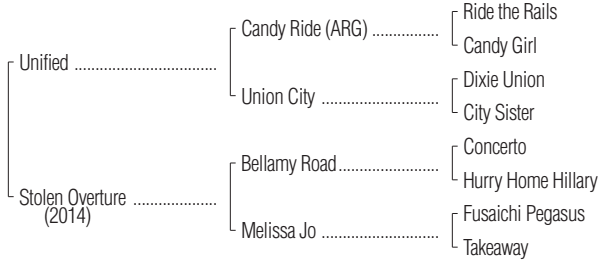 Ride the Rails
Candy Ride (ARG) ................
Candy Girl
Unified ..................................
Dixie Union
Union City ............................
City Sister
Concerto
Bellamy Road........................
Hurry Home Hillary
Stolen Overture ....................
(2014)
Fusaichi Pegasus
Melissa Jo ............................
Takeaway